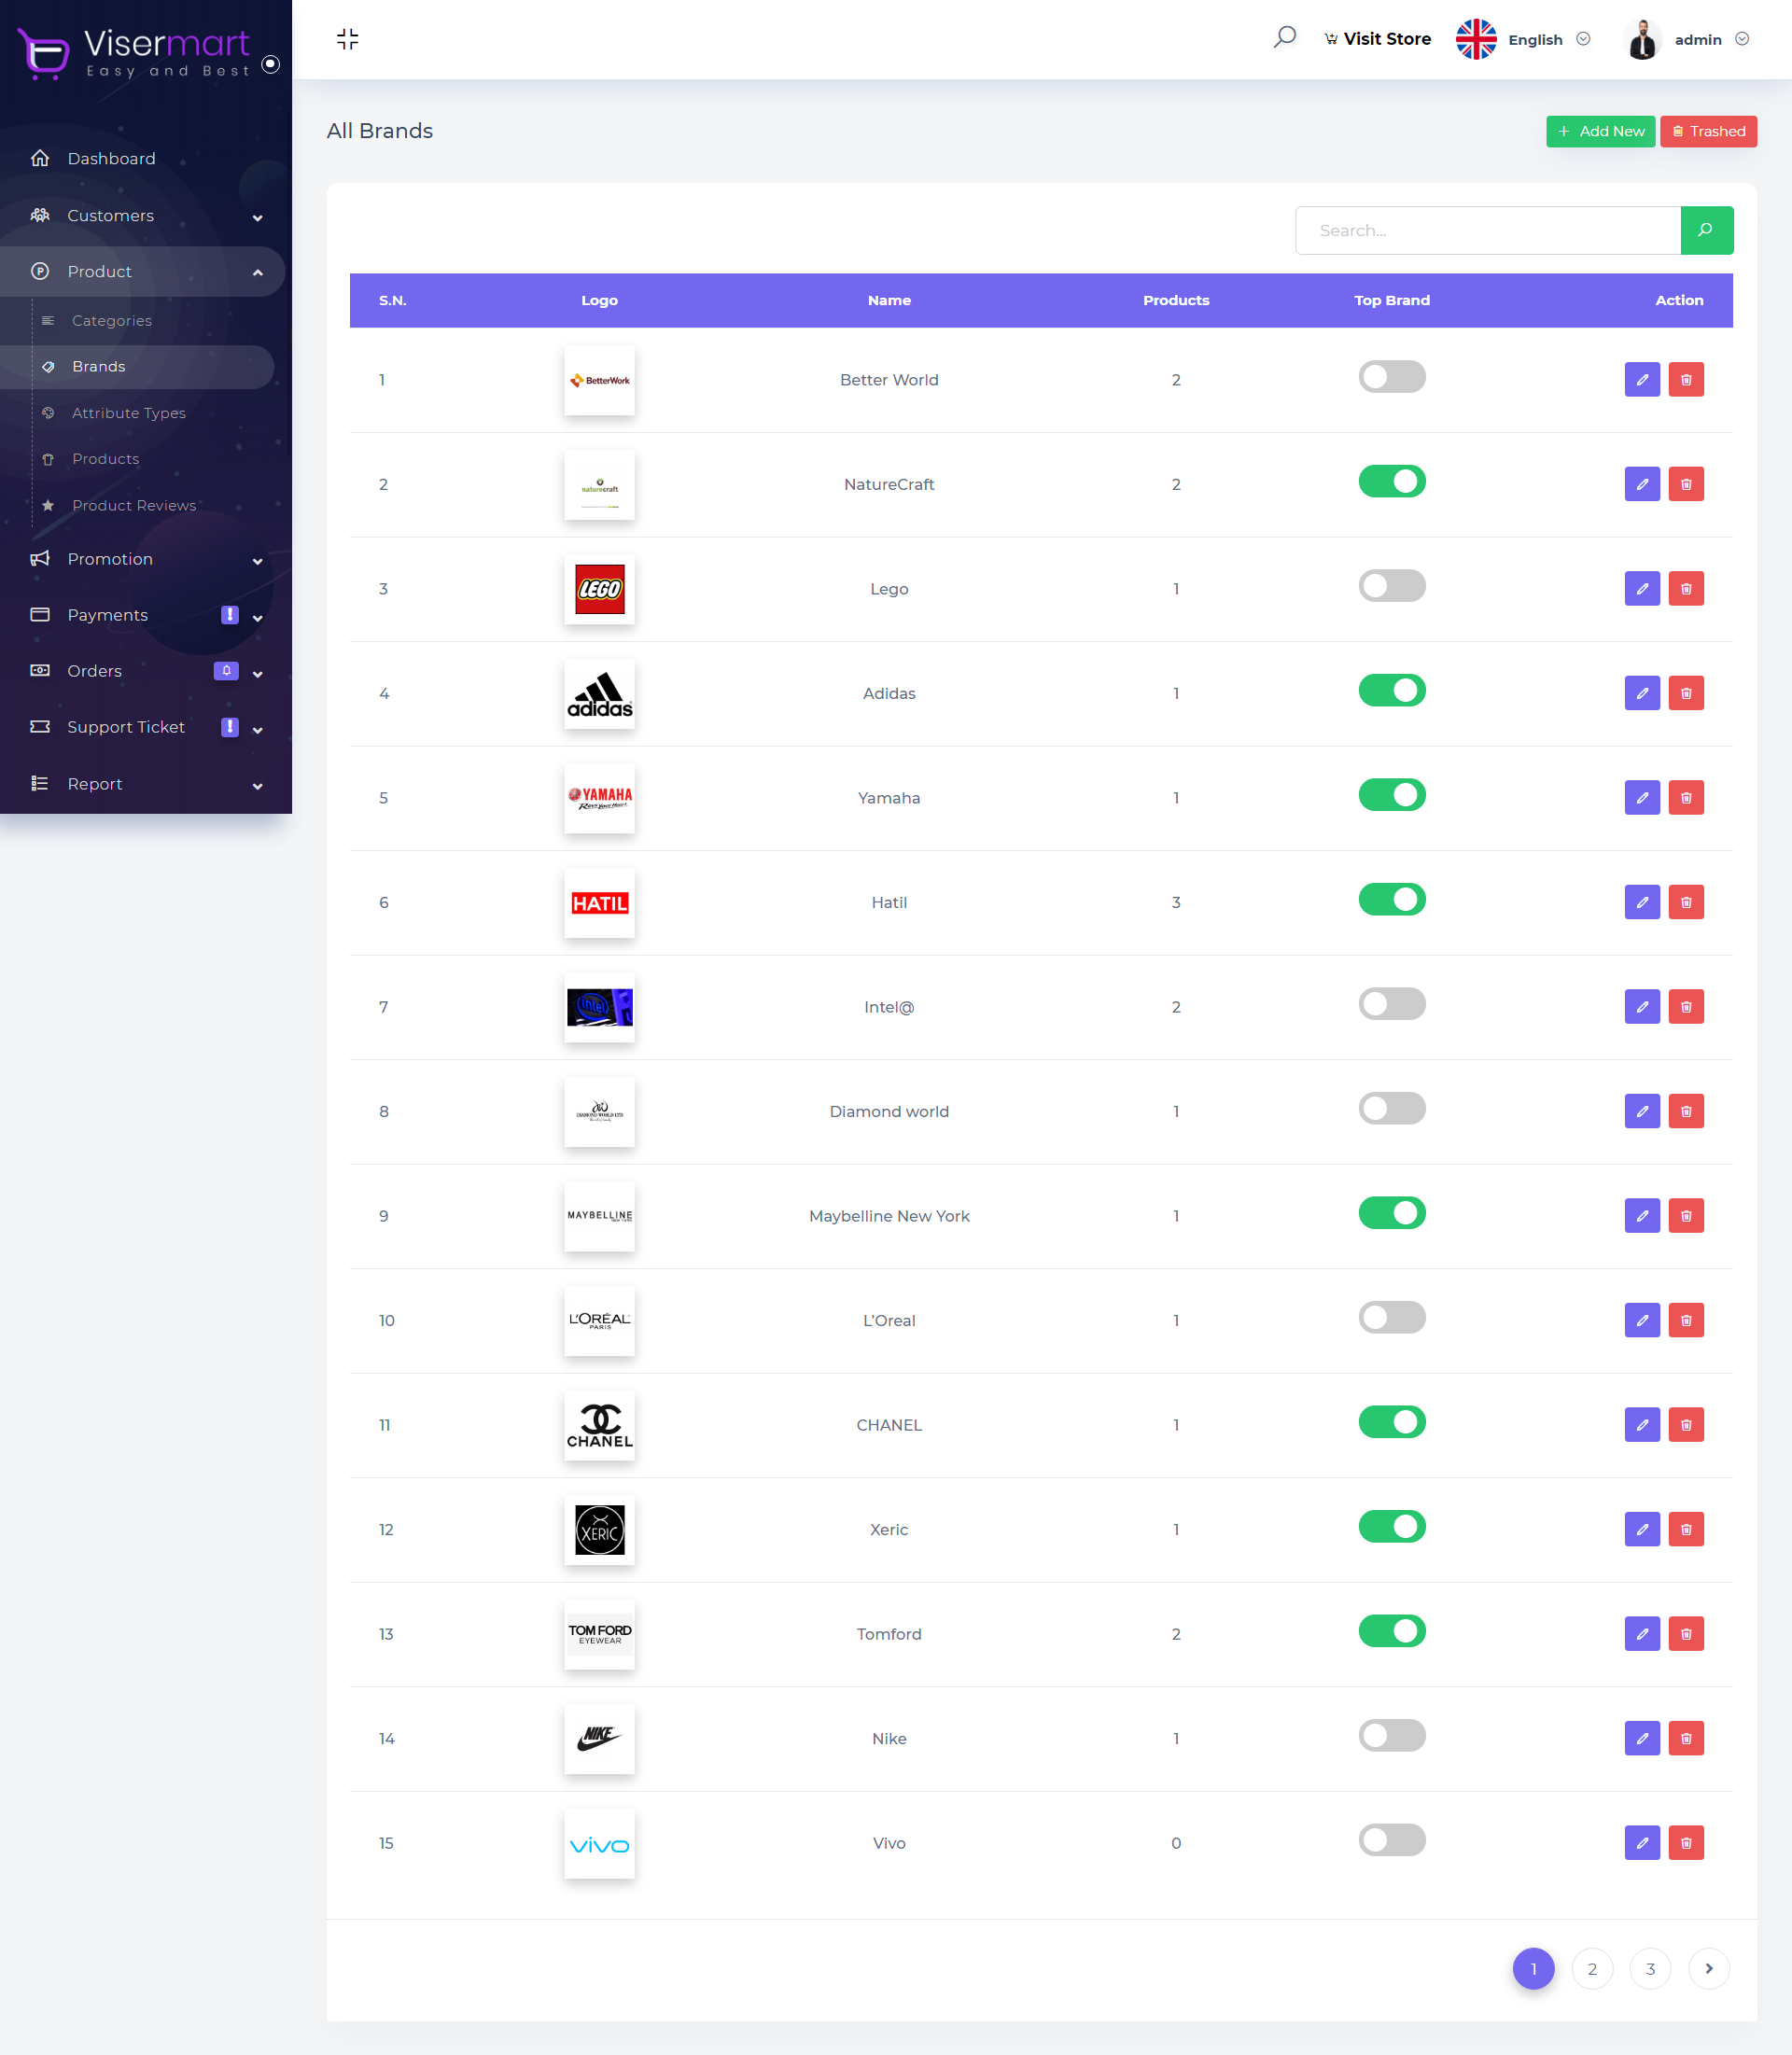 Visermart
Easy and Best
Visit Store
English
admin
Dashboard
Customers
Product
Categories
Brands
Attribute Types
Products
Product Reviews
Promotion
Payments
Orders
Support Ticket
Report
All Brands
+ Add New
Trashed
Search...
S.N. Logo Name Products Top Brand Action
1 BetterWork Better World 2
2 naturecraft NatureCraft 2
3 LEGO Lego 1
4 adidas Adidas 1
5 YAMAHA Revs Your Heart Yamaha 1
6 HATIL Hatil 3
7 intel Intel@ 2
8 DIAMOND WORLD LTD Diamond world 1
9 MAYBELLINE NEW YORK Maybelline New York 1
10 L'ORÉAL PARIS L'Oreal 1
11 CHANEL CHANEL 1
12 XERIC Xeric 1
13 TOM FORD EYEWEAR Tomford 2
14 NIKE Nike 1
15 vivo Vivo 0
1 2 3